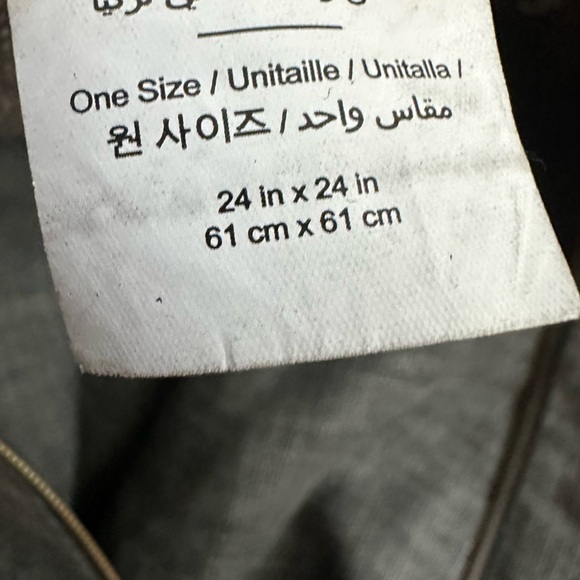 One Size / Unitaille / Unitalla /
원 사이즈 / مقاس واحد
24 in x 24 in
61 cm x 61 cm